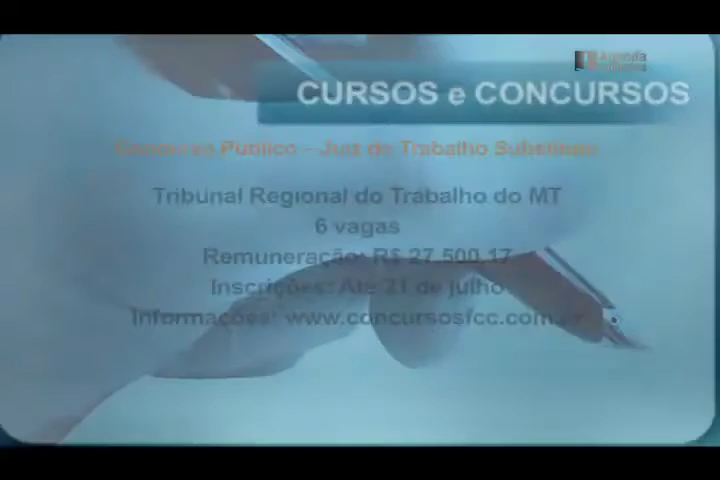 Agenda
CURSOS e CONCURSOS
Concurso Público – Juiz do Trabalho Substituto
Tribunal Regional do Trabalho do MT
6 vagas
Remuneração: R$ 27.500,17
Inscrições: Até 21 de julho
Informações: www.concursosfcc.com.br